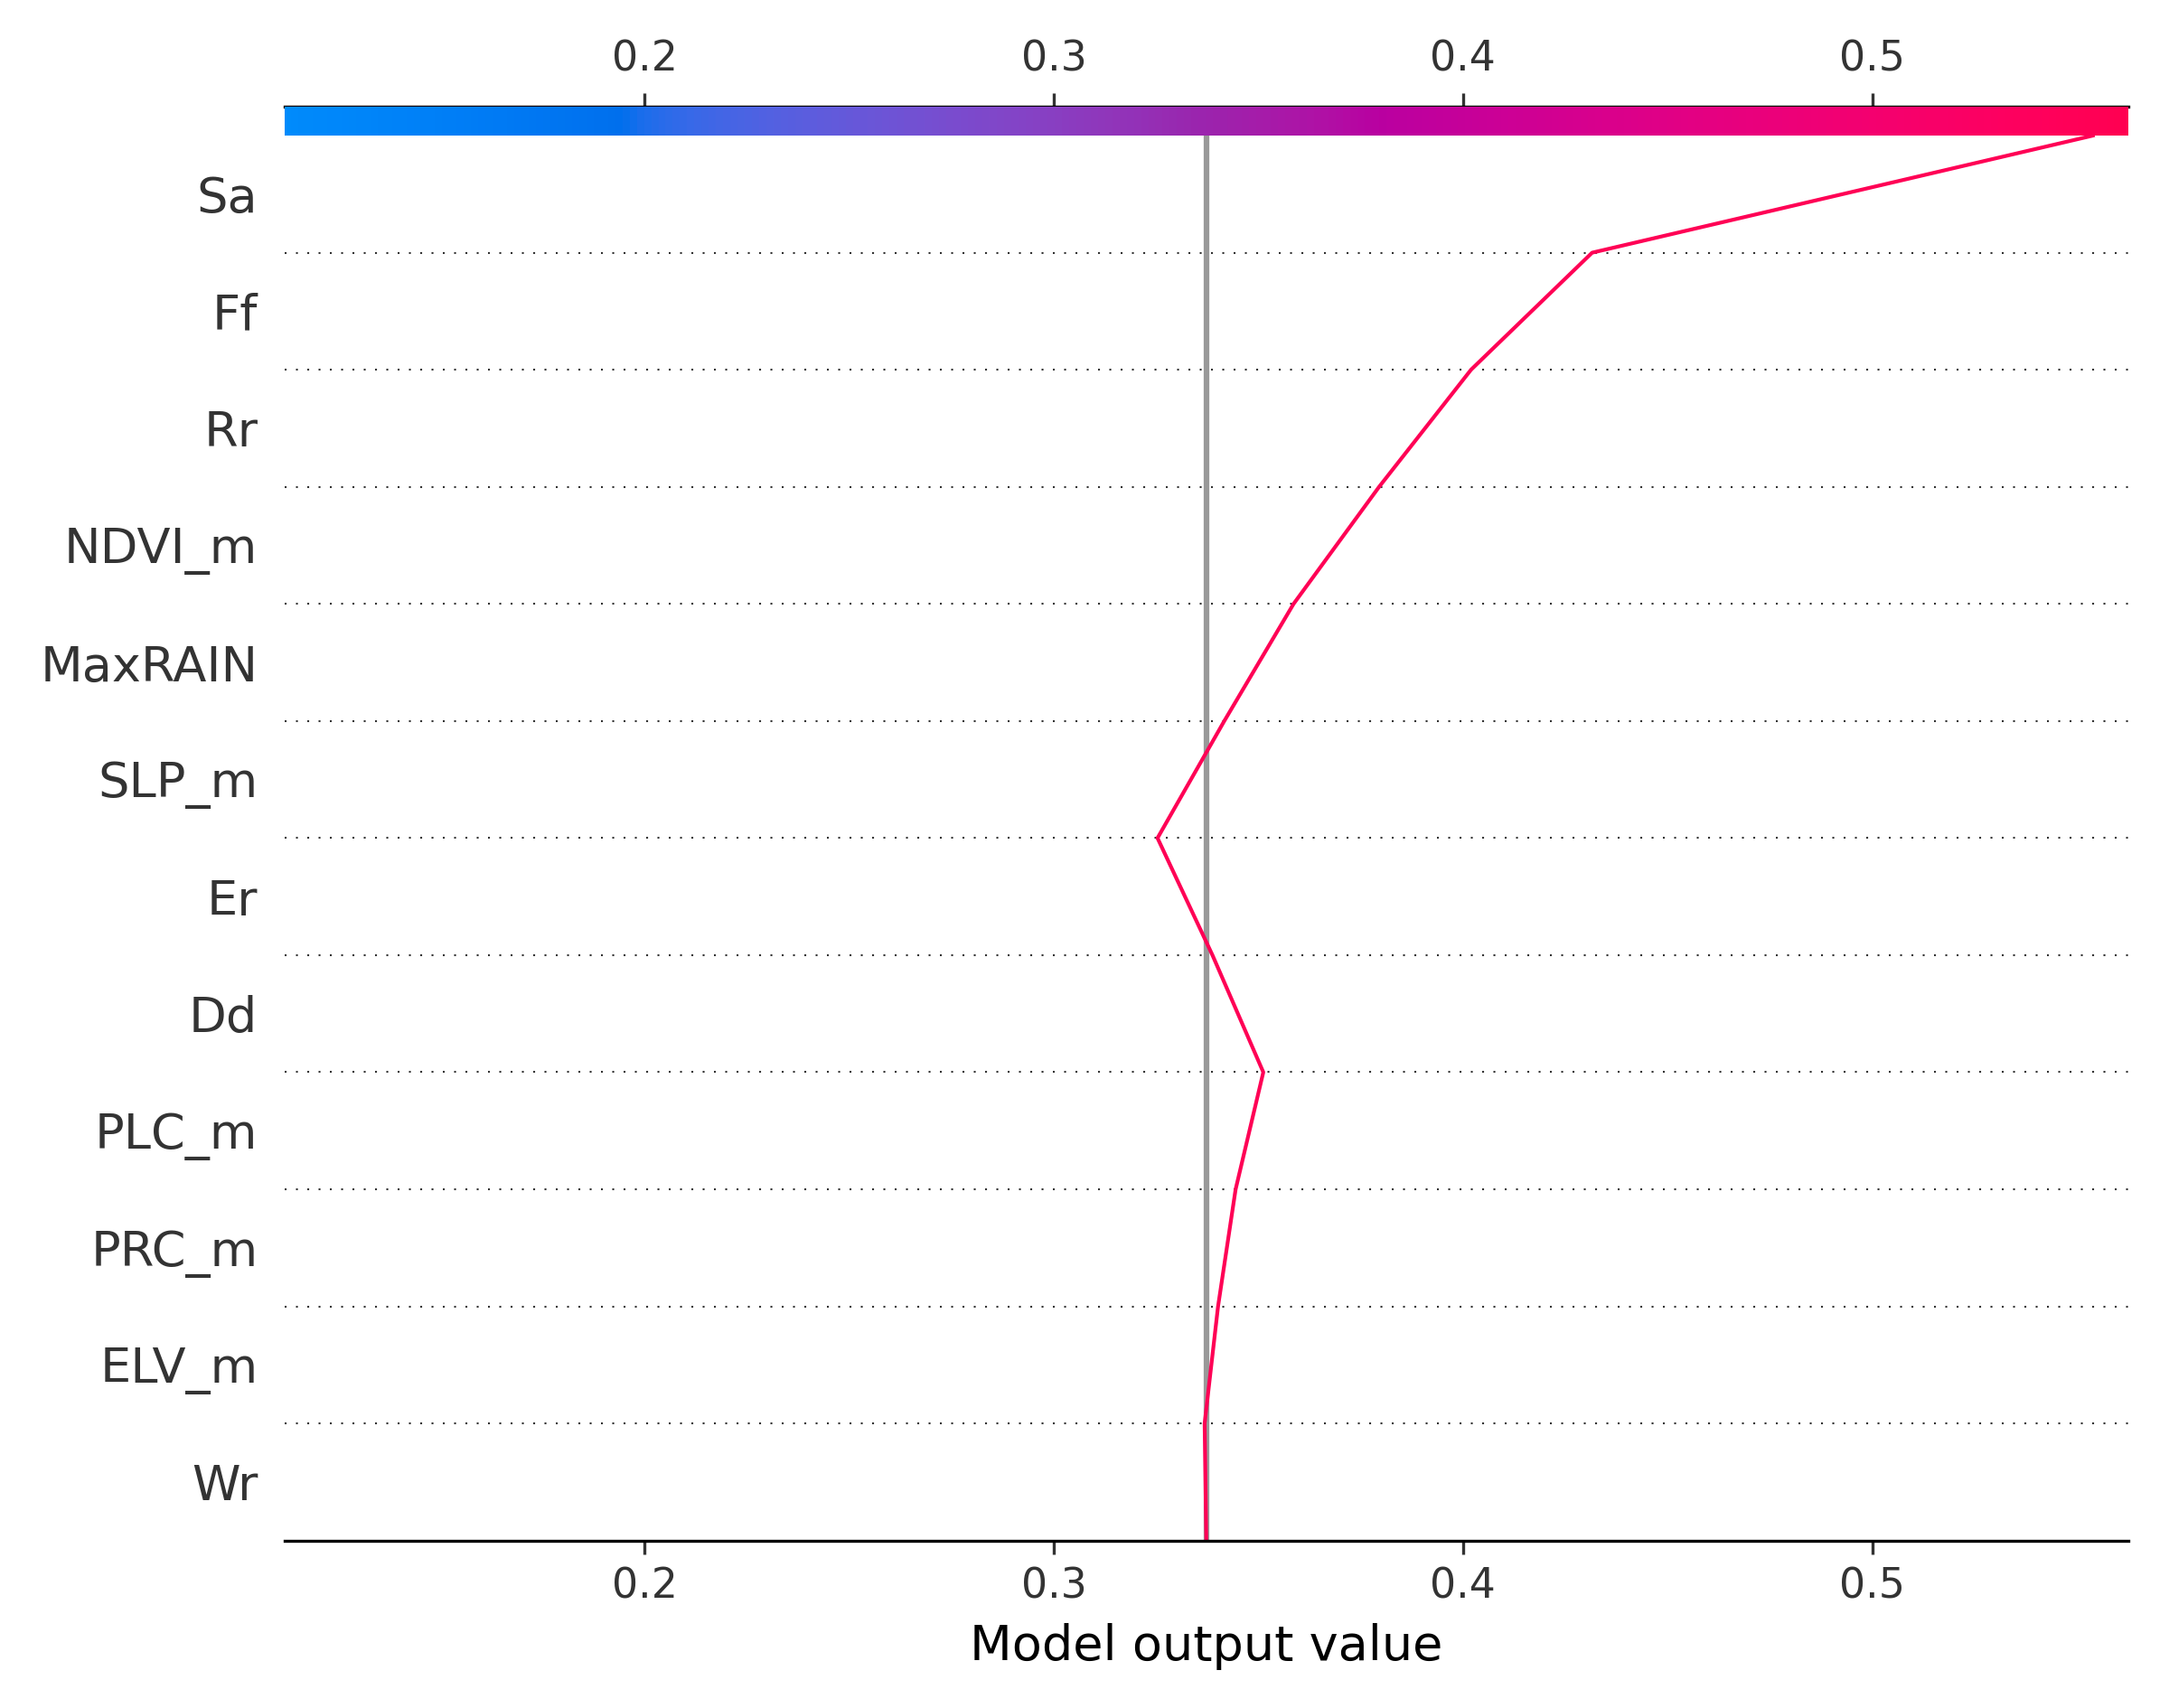 0.2 0.3 0.4 0.5
Sa
Ff
Rr
NDVI_m
MaxRAIN
SLP_m
Er
Dd
PLC_m
PRC_m
ELV_m
Wr
0.2 0.3 0.4 0.5
Model output value